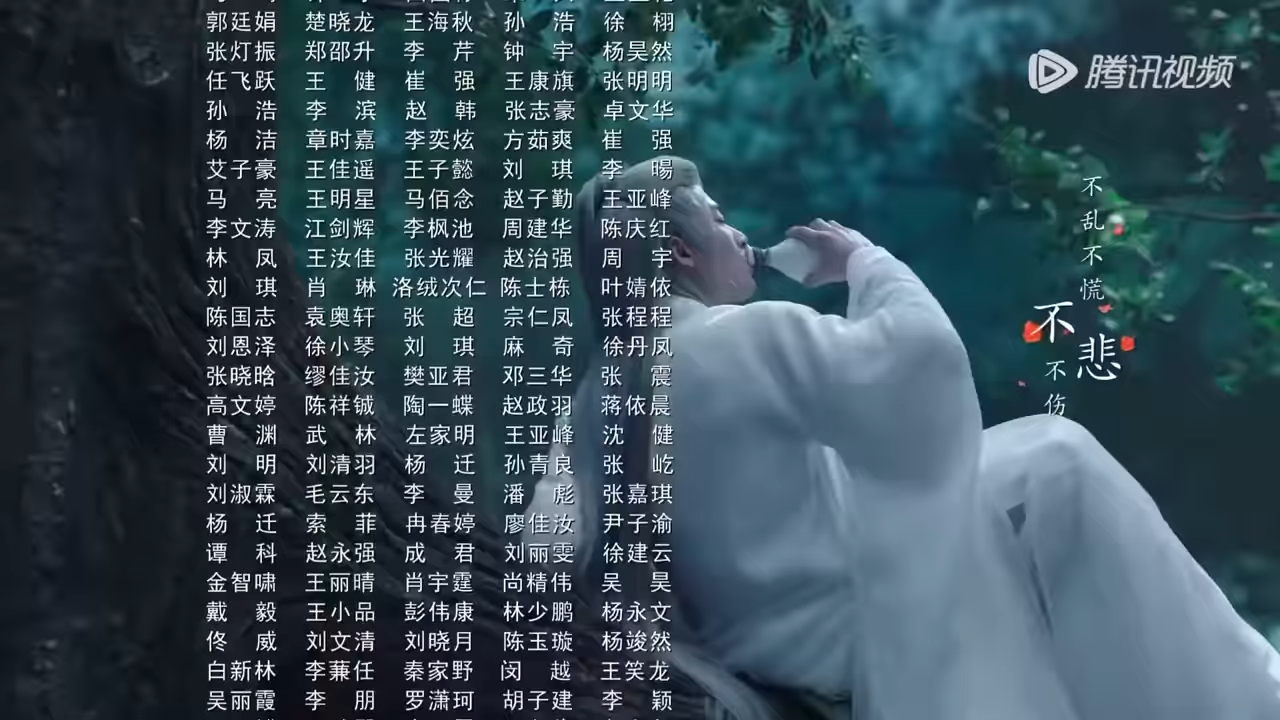 郭廷娟 楚晓龙 王海秋 孙浩 徐栩
张灯振 郑邵升 李芹 钟宇 杨昊然
任飞跃 王健 崔强 王康旗 张明明
孙浩 李滨 赵韩 张志豪 卓文华
杨洁 章时嘉 李奕炫 方茹爽 崔强
艾子豪 王佳遥 王子懿 刘琪 李暘
马亮 王明星 马佰念 赵子勤 王亚峰
李文涛 江剑辉 李枫池 周建华 陈庆红
林凤 王汝佳 张光耀 赵治强 周宇
刘琪 肖琳 洛绒次仁 陈士栋 叶婧依
陈国志 袁奥轩 张超 宗仁凤 张程程
刘恩泽 徐小琴 刘琪 麻奇 徐丹凤
张晓晗 缪佳汝 樊亚君 邓三华 张震
高文婷 陈祥铖 陶一蝶 赵政羽 蒋依晨
曹渊 武林 左家明 王亚峰 沈健
刘明 刘清羽 杨迁 孙青良 张屹
刘淑霖 毛云东 李曼 潘彪 张嘉琪
杨迁 索菲 冉春婷 廖佳汝 尹子渝
谭科 赵永强 成君 刘丽雯 徐建云
金智啸 王丽晴 肖宇霆 尚精伟 吴昊
戴毅 王小品 彭伟康 林少鹏 杨永文
佟威 刘文清 刘晓月 陈玉璇 杨竣然
白新林 李蒹任 秦家野 闵越 王笑龙
吴丽霞 李朋 罗潇珂 胡子建 李颖
腾讯视频
不乱不慌
不悲
不伤